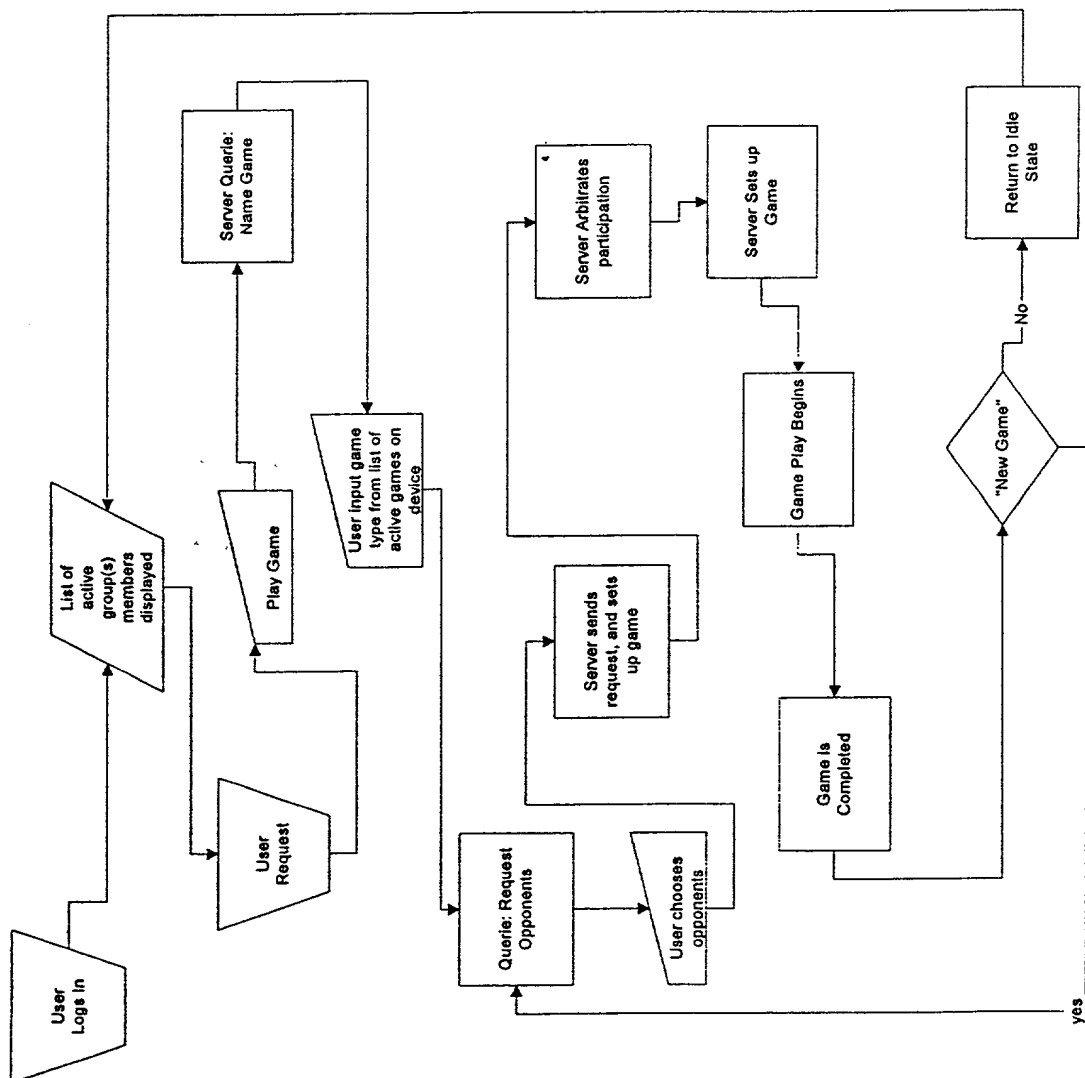 User
Logs In
List of
active
group(s)
members
displayed
User
Request
Play Game
Server Querie:
Name Game
User Input game
type from list of
active games on
device
Querie: Request
Opponents
User chooses
opponents
Server sends
request, and sets
up game
Server Arbitrates
participation
Server Sets up
Game
Game Play Begins
Game is
Completed
"New Game"
No
Return to Idle
State
yes